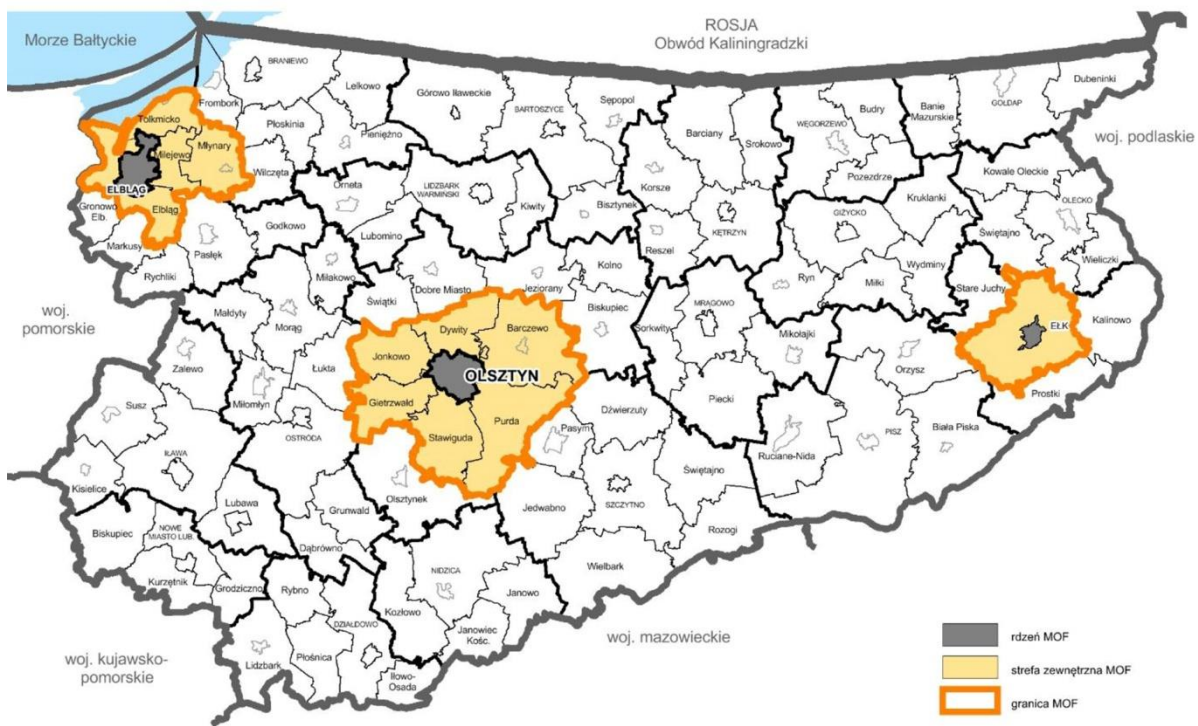 Morze Bałtyckie
ROSJA
Obwód Kaliningradzki
woj. podlaskie
woj. pomorskie
woj. kujawsko-
pomorskie
woj. mazowieckie
BRANIEWO
Frombork
Lelkowo
Płoskinia
Pieniężno
Wilczęta
Tolkmicko
Milejewo
Młynary
ELBLĄG
Elbląg
Gronowo
Elb.
Markusy
Rychliki
Pasłęk
Godkowo
Górowo Iławeckie
BARTOSZYCE
Sępopol
Bisztynek
Orneta
LIDZBARK
WARMIŃSKI
Kiwity
Lubomino
Barciany
Srokowo
Korsze
KĘTRZYN
Reszel
WĘGORZEWO
Budry
Pozezdrze
Banie
Mazurskie
GOŁDAP
Dubeninki
Kowale Oleckie
OLECKO
Świętajno
Wieliczki
Kruklanki
GIŻYCKO
Wydminy
Ryn
Miłki
Stare Juchy
EŁK
Kalinowo
Prostki
Kolno
Jeziorany
Dobre Miasto
Świątki
Biskupiec
Dywity
Barczewo
Jonkowo
OLSZTYN
Gietrzwałd
Stawiguda
Purda
Olsztynek
Miłakowo
Małdyty
Morąg
Łukta
Miłomłyn
OSTRÓDA
Grunwald
Dąbrówno
Zalewo
Susz
IŁAWA
Kisielice
Lubawa
Biskupiec
NOWE
MIASTO LUB.
Kurzętnik
Grodziczno
Rybno
DZIAŁDOWO
Lidzbark
Płośnica
Iłowo-
Osada
NIDZICA
Kozłowo
Janowo
Janowiec
Kośc.
Sorkwity
MRĄGOWO
Mikołajki
Piecki
Dźwierzuty
Pasym
SZCZYTNO
Świętajno
Jedwabno
Rozogi
Wielbark
Orzysz
PISZ
Biała Piska
Ruciane-Nida
rdzeń MOF
strefa zewnętrzna MOF
granica MOF